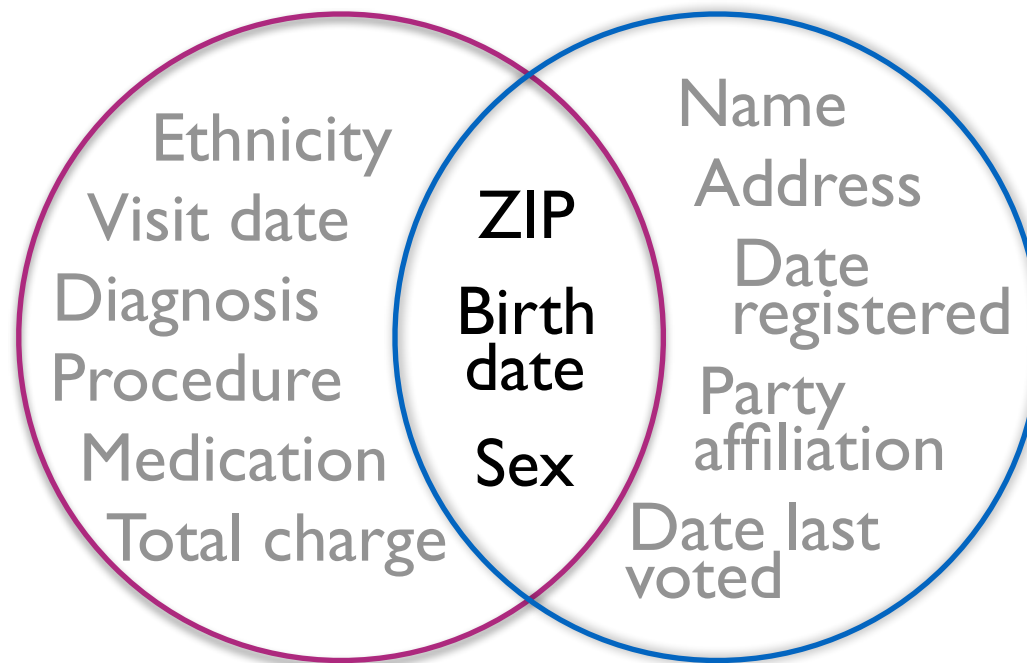 Ethnicity
Visit date
Diagnosis
Procedure
Medication
Total charge
ZIP
Birth
date
Sex
Name
Address
Date
registered
Party
affiliation
Date last
voted